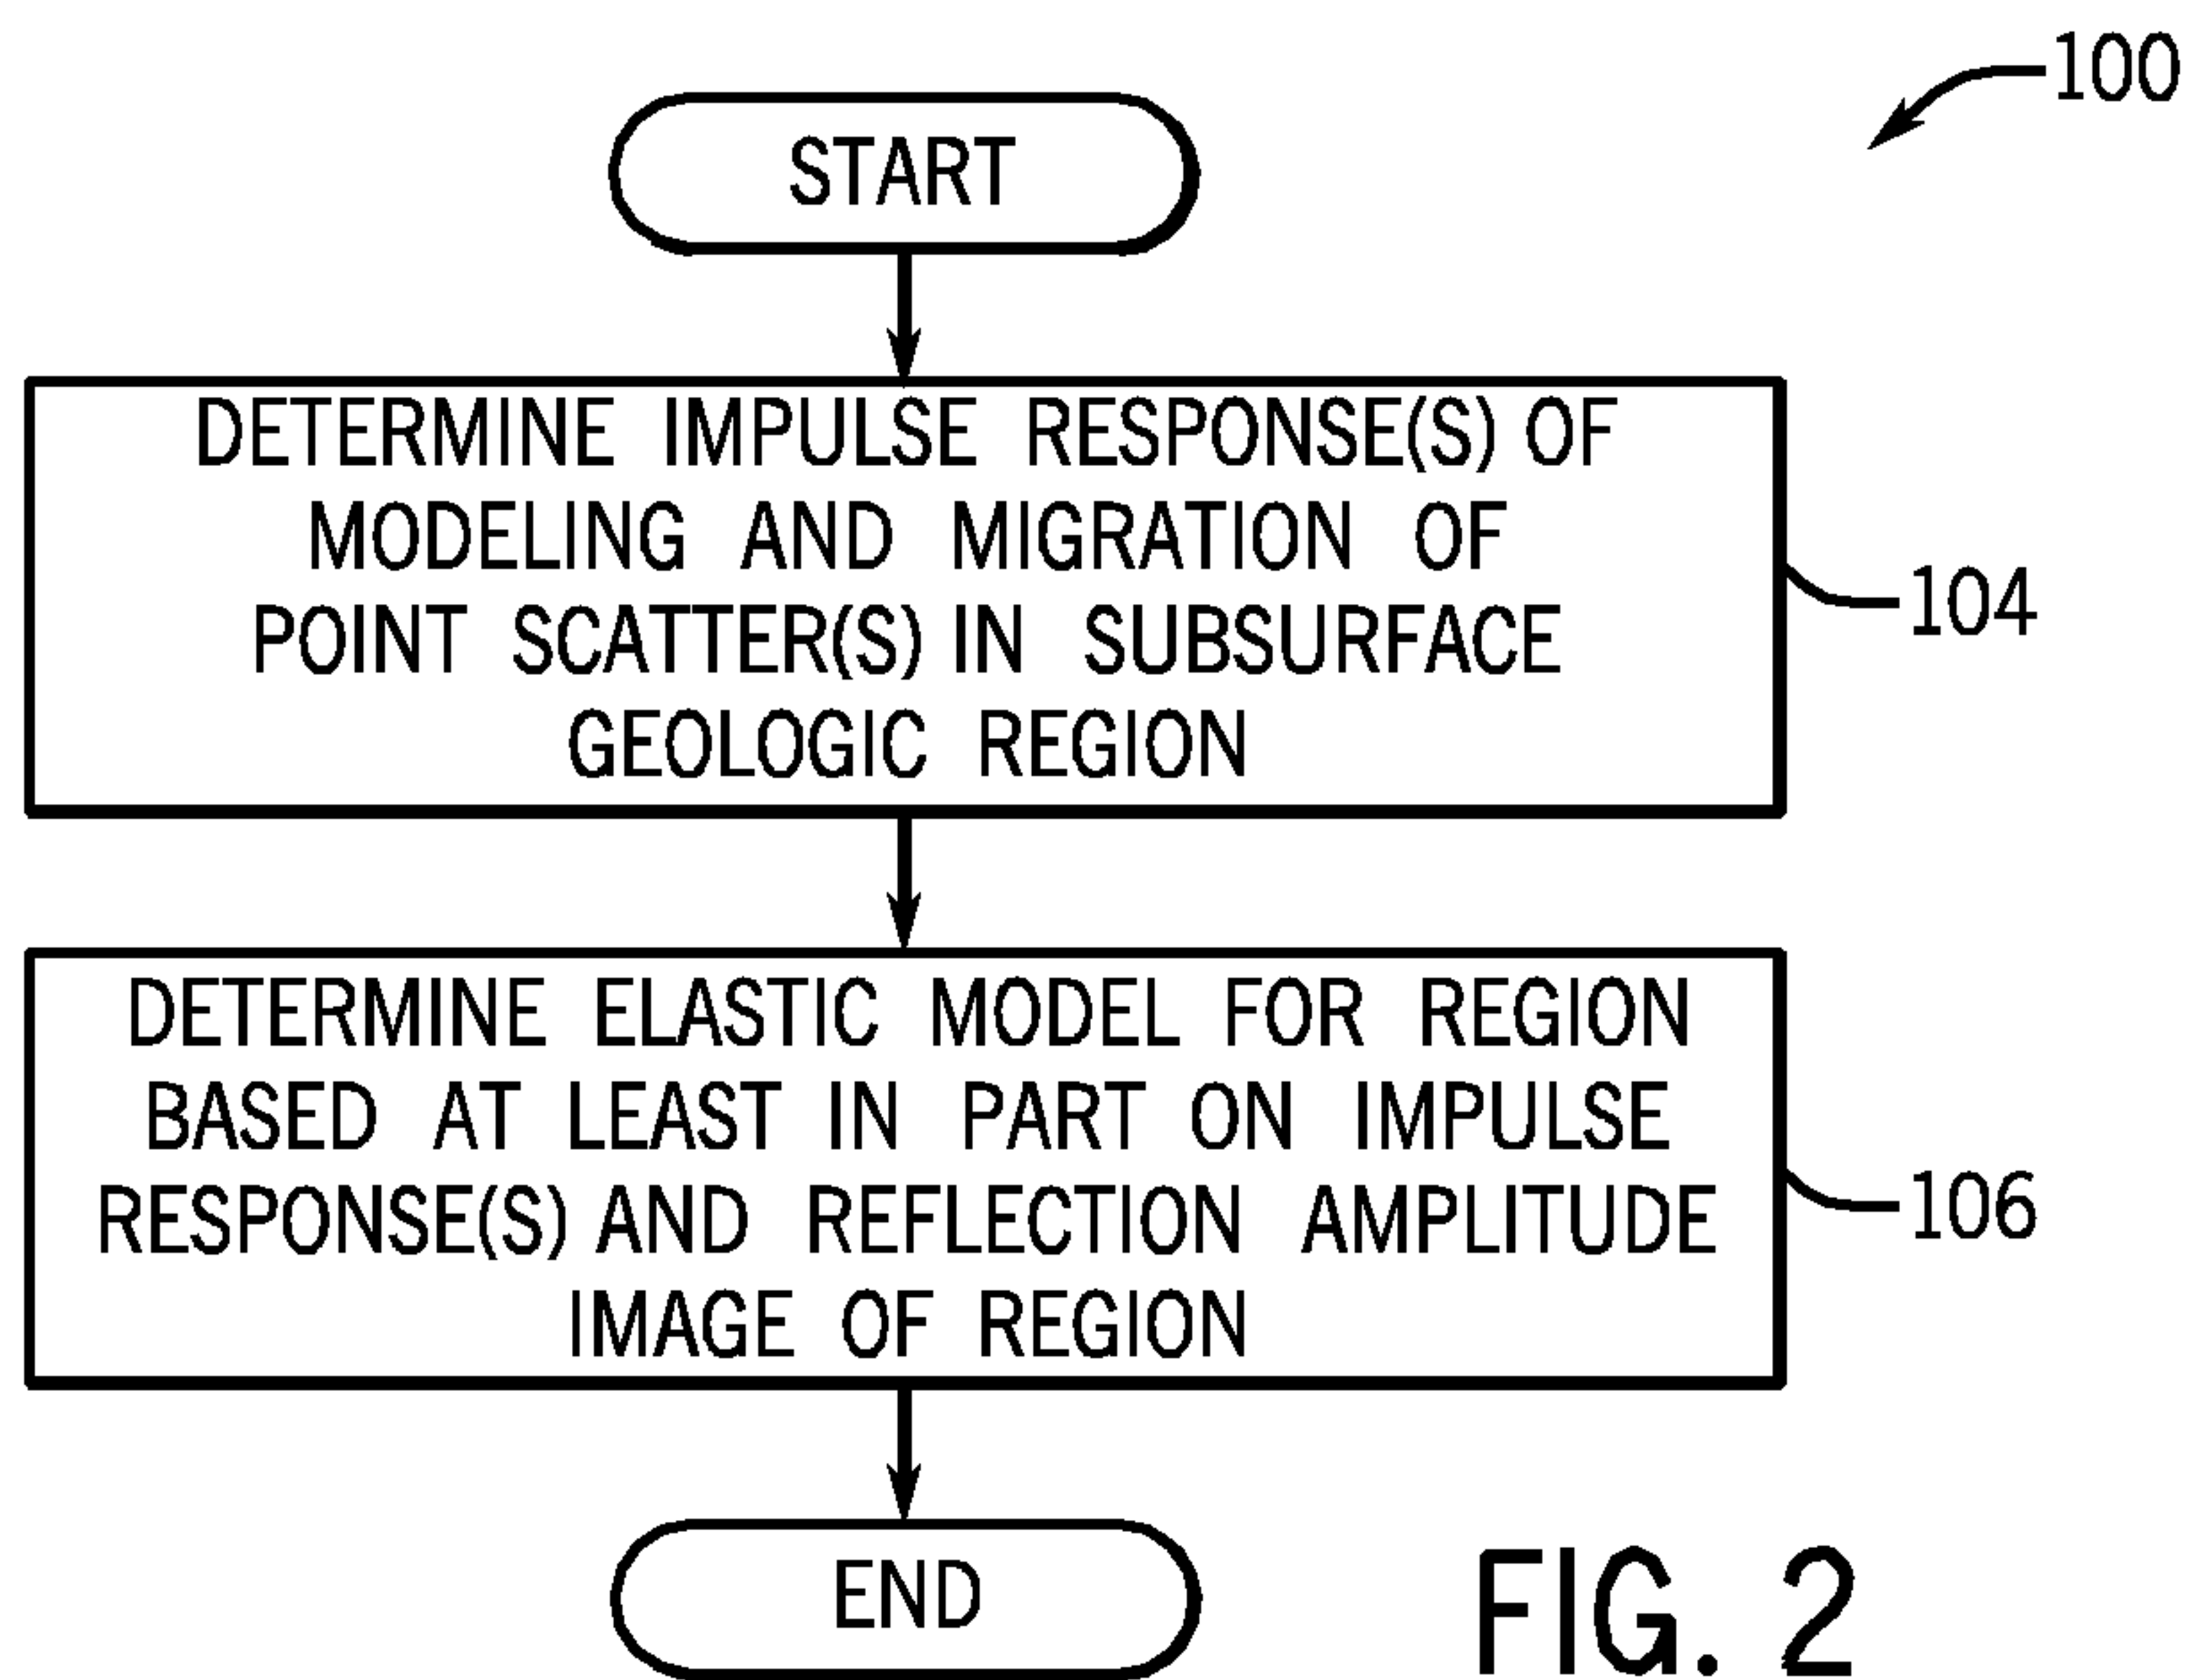 100
START
DETERMINE IMPULSE RESPONSE(S) OF
MODELING AND MIGRATION OF
POINT SCATTER(S) IN SUBSURFACE
GEOLOGIC REGION
104
DETERMINE ELASTIC MODEL FOR REGION
BASED AT LEAST IN PART ON IMPULSE
RESPONSE(S) AND REFLECTION AMPLITUDE
IMAGE OF REGION
106
END
FIG. 2